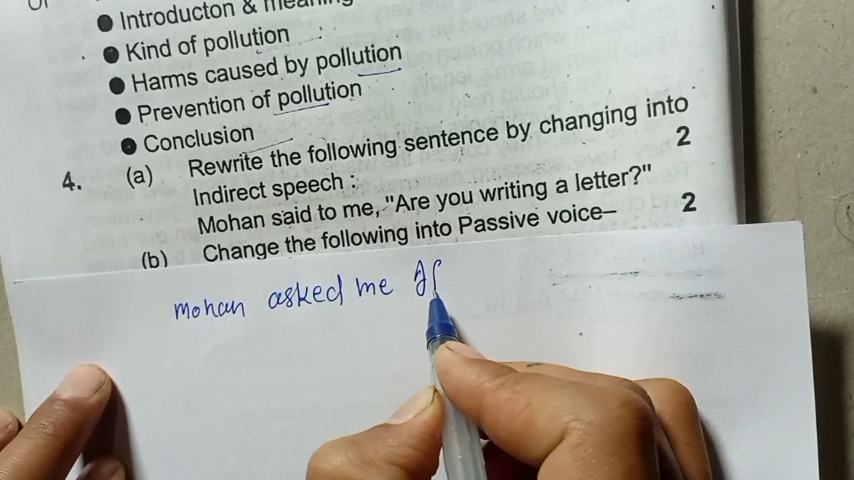 Or
● Introducton & meaning
● Kind of pollution
● Harms caused by pollution
● Prevention of pollution
● Conclusion
4. (a) Rewrite the following sentence by changing into
Indirect speech : 2
Mohan said to me, "Are you writing a letter?"
(b) Change the following into Passive voice– 2
Mohan asked me If